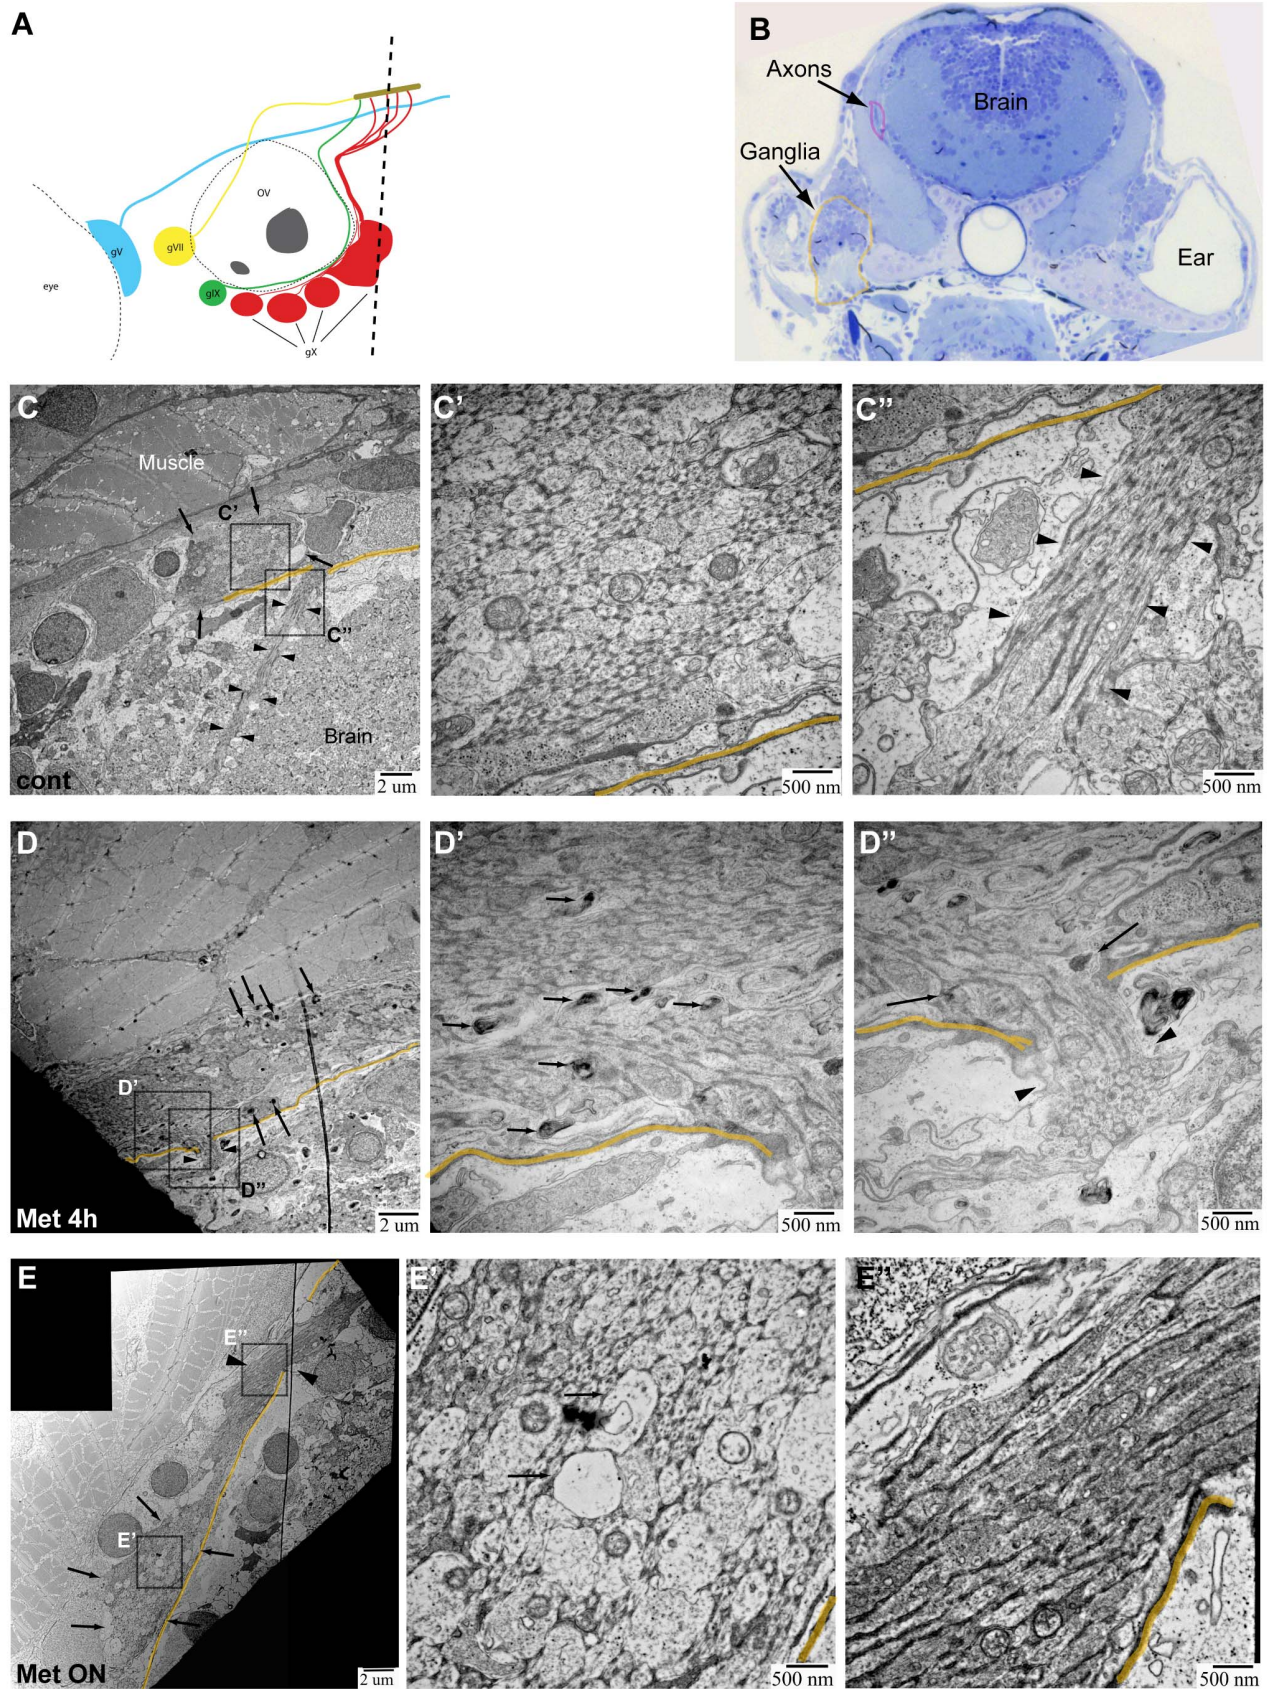 A
OV
gV
gVII
eye
gIX
gX
B
Axons
Brain
Ganglia
Ear
C
Muscle
C'
C''
Brain
cont
2 um
C'
500 nm
C''
500 nm
D
D'
D''
Met 4h
2 um
D'
500 nm
D''
500 nm
E
E''
E'
Met ON
2 um
E'
500 nm
E''
500 nm